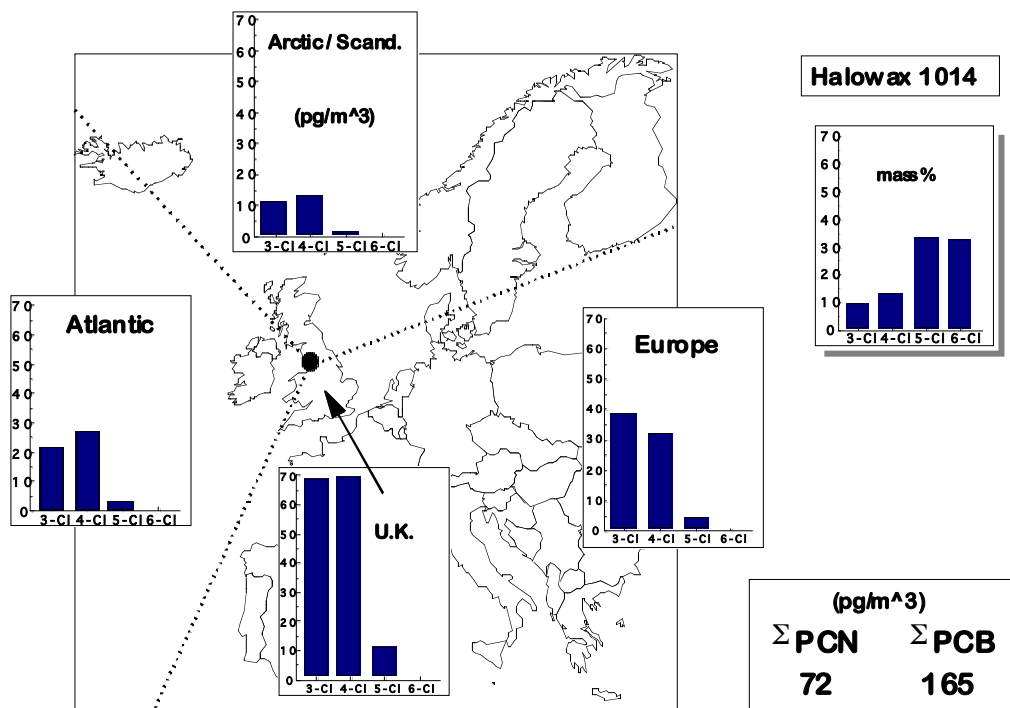 70
60
50
40
30
20
10
0
Arctic / Scand.
(pg/m^3)
3-Cl 4-Cl 5-Cl 6-Cl
Halowax 1014
70
60
50
40
30
20
10
0
mass%
3-Cl 4-Cl 5-Cl 6-Cl
70
60
50
40
30
20
10
0
Atlantic
3-Cl 4-Cl 5-Cl 6-Cl
70
60
50
40
30
20
10
0
Europe
3-Cl 4-Cl 5-Cl 6-Cl
70
60
50
40
30
20
10
0
U.K.
3-Cl 4-Cl 5-Cl 6-Cl
(pg/m^3)
Σ PCN Σ PCB
72 165